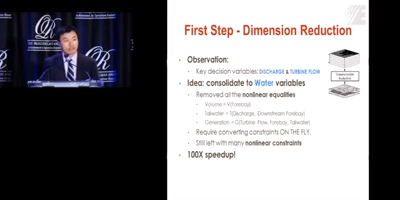 First Step - Dimension Reduction
• Observation:
– Key decision variables: DISCHARGE & TURBINE FLOW
• Idea: consolidate to Water variables
– Removed all the nonlinear equalities
• Volume = V(Forebay)
• Tailwater = T(Discharge, Downstream Forebay)
• Generation = G(Turbine Flow, Forebay, Tailwater)
– Require converting constraints ON THE FLY.
– Still left with many nonlinear constraints
• 100X speedup!